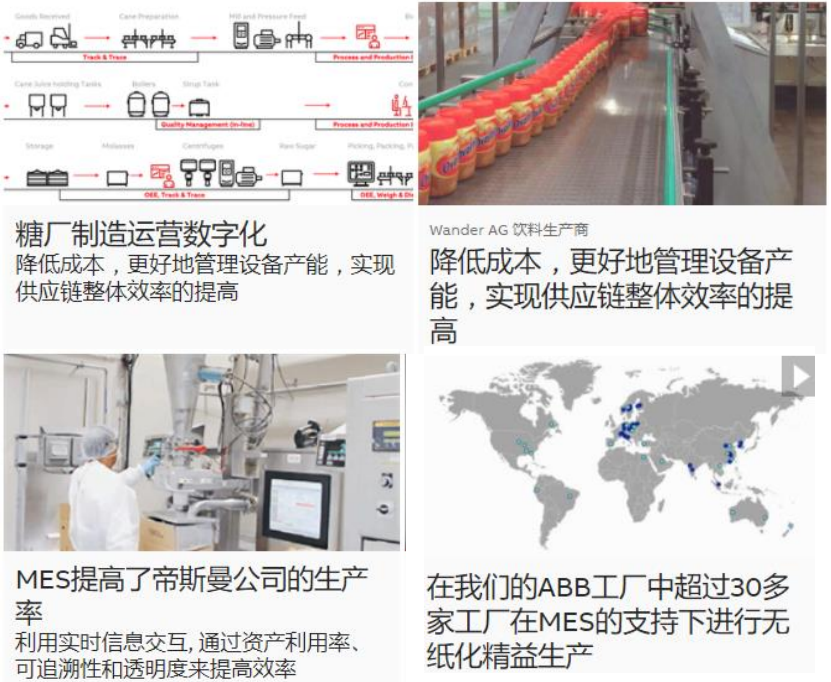 Goods Received
Cane Preparation
Mill and Pressure Feed
Track & Trace
Process and Production
Cane Juice holding Tanks
Boilers
Sirup Tank
Quality Management (in-line)
Process and Production
Storage
Molasses
Centrifuges
Raw Sugar
Picking, Packing,
OEE, Track & Trace
OEE, Weigh &
糖厂制造运营数字化
降低成本，更好地管理设备产能，实现
供应链整体效率的提高
Wander AG 饮料生产商
降低成本，更好地管理设备产
能，实现供应链整体效率的提
高
MES提高了帝斯曼公司的生产
率
利用实时信息交互, 通过资产利用率、
可追溯性和透明度来提高效率
在我们的ABB工厂中超过30多
家工厂在MES的支持下进行无
纸化精益生产